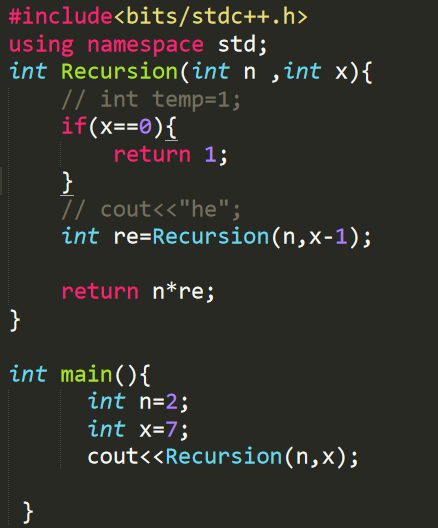 #include<bits/stdc++.h>
using namespace std;
int Recursion(int n ,int x){
    // int temp=1;
    if(x==0){
        return 1;
    }
    // cout<<"he";
    int re=Recursion(n,x-1);

    return n*re;
}

int main(){
      int n=2;
      int x=7;
      cout<<Recursion(n,x);

 }